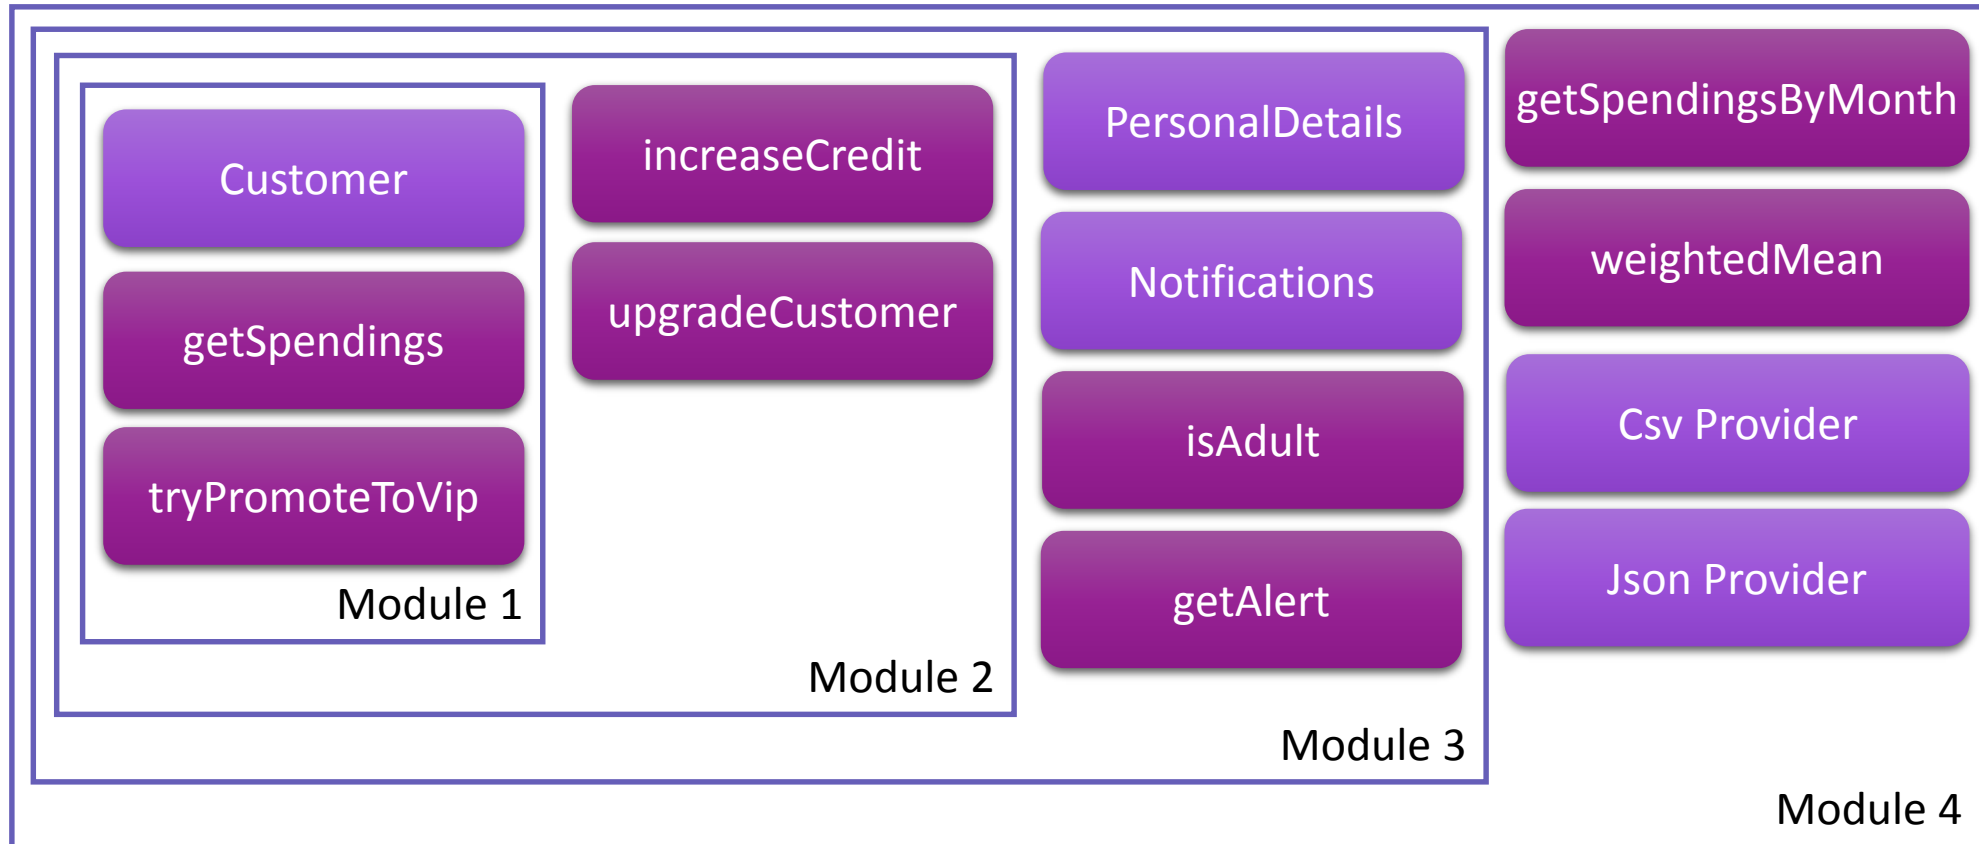 Customer
getSpendings
tryPromoteToVip
Module 1
increaseCredit
upgradeCustomer
Module 2
PersonalDetails
Notifications
isAdult
getAlert
Module 3
getSpendingsByMonth
weightedMean
Csv Provider
Json Provider
Module 4